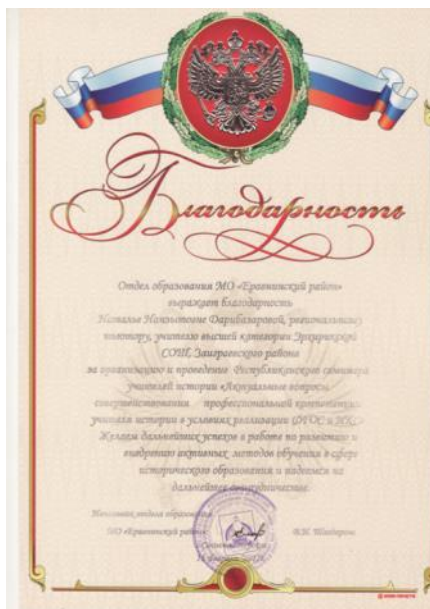 Благодарность
Отдел образования МО «Еравнинский район»
выражает благодарность
Наталье Дарибазаровой, региональному
тьютору, учителю высшей категории
СОШ, Заиграевского района
за организацию и проведение Республиканского семинара
учителей истории «Актуальные вопросы
совершенствования профессиональной компетенции
учителя истории в условиях реализации ФГОС и
Желаем дальнейших успехов в работе по развитию и
внедрению активных методов обучения в сфере
исторического образования и надеемся на
дальнейшее сотрудничество.
Начальник отдела образования
МО «Еравнинский район»